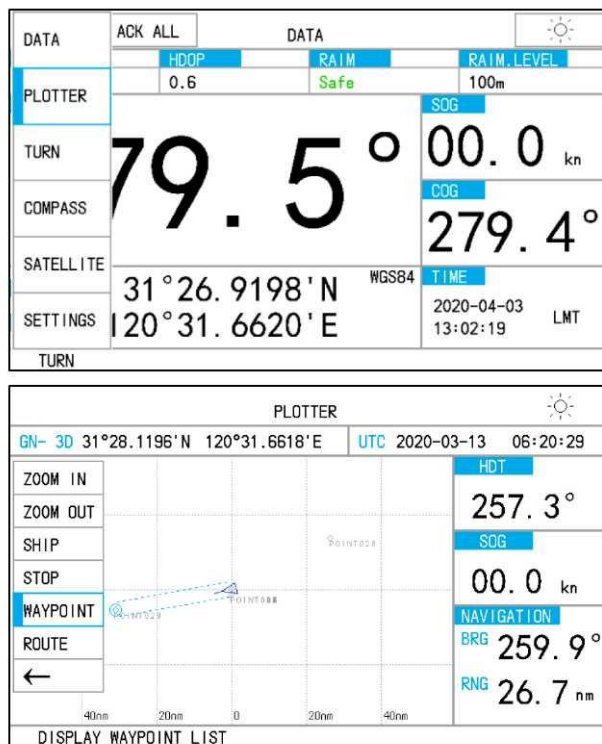 DATA
ACK ALL
DATA
HDOP
RAIM
RAIM.LEVEL
0.6
Safe
100m
PLOTTER
SOG
00.0 kn
TURN
79.5°
COMPASS
COG
279.4°
SATELLITE
WGS84
TIME
31°26.9198'N
2020-04-03
LMT
SETTINGS
120°31.6620'E
13:02:19
TURN
PLOTTER
GN- 3D 31°28.1196'N 120°31.6618'E
UTC 2020-03-13 06:20:29
ZOOM IN
HDT
257.3°
ZOOM OUT
SHIP
SOG
STOP
00.0 kn
WAYPOINT
NAVIGATION
ROUTE
BRG 259.9°
←
RNG 26.7 nm
40nm 20nm 0 20nm 40nm
DISPLAY WAYPOINT LIST